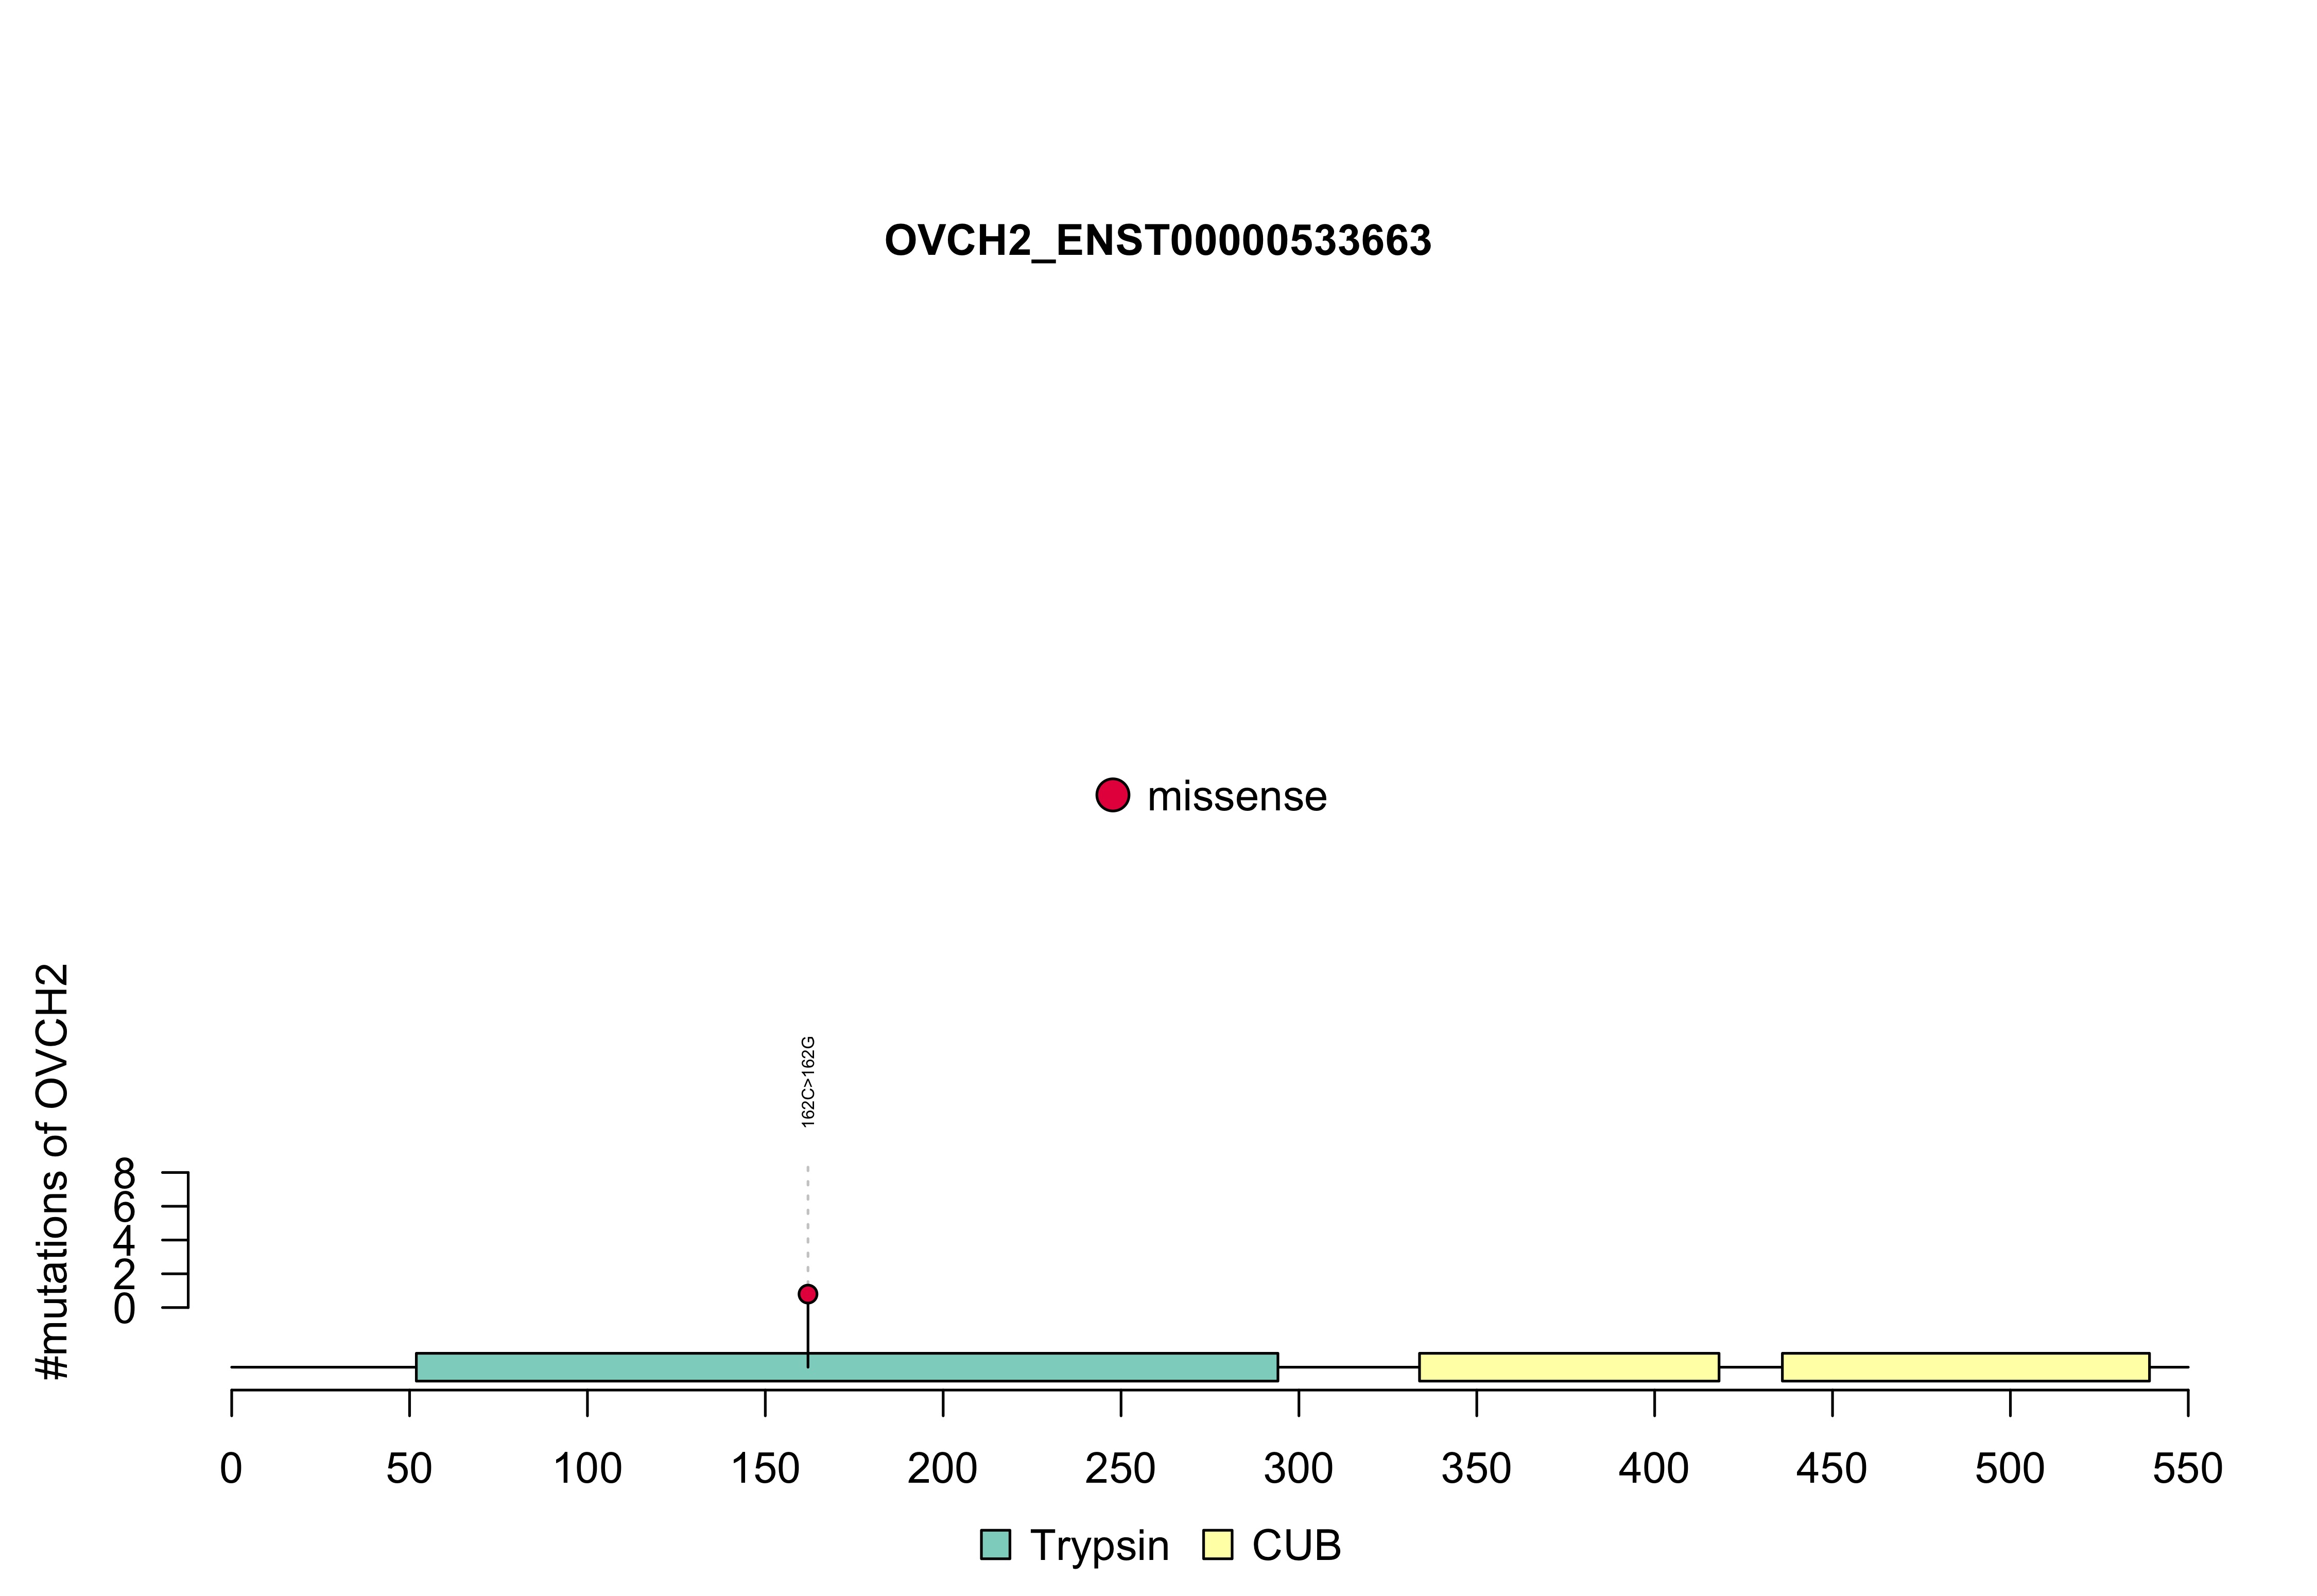 OVCH2_ENST00000533663
missense
#mutations of OVCH2
162C>162G
8
6
4
2
0
0 50 100 150 200 250 300 350 400 450 500 550
Trypsin CUB